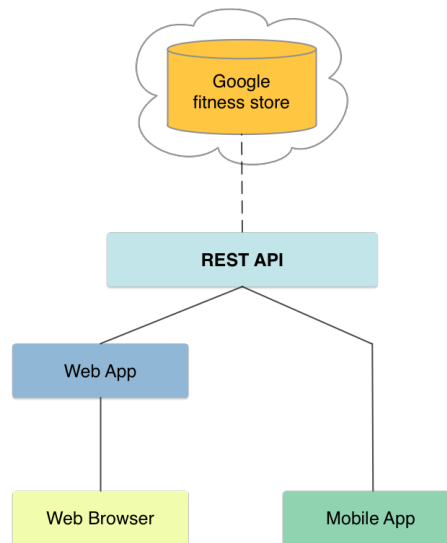 Google
fitness store
REST API
Web App
Web Browser
Mobile App